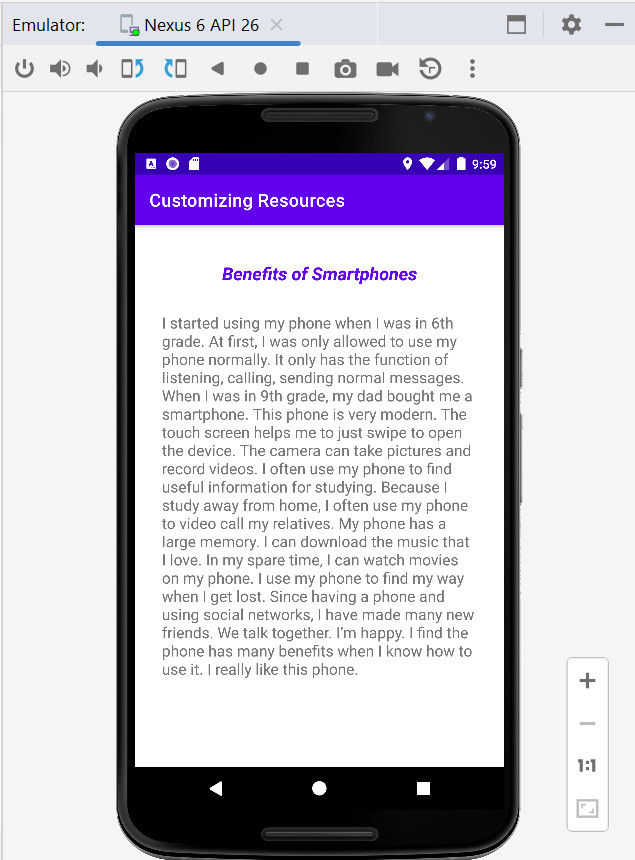 Emulator: Nexus 6 API 26
9:59
Customizing Resources
Benefits of Smartphones
I started using my phone when I was in 6th
grade. At first, I was only allowed to use my
phone normally. It only has the function of
listening, calling, sending normal messages.
When I was in 9th grade, my dad bought me a
smartphone. This phone is very modern. The
touch screen helps me to just swipe to open
the device. The camera can take pictures and
record videos. I often use my phone to find
useful information for studying. Because I
study away from home, I often use my phone
to video call my relatives. My phone has a
large memory. I can download the music that
I love. In my spare time, I can watch movies
on my phone. I use my phone to find my way
when I get lost. Since having a phone and
using social networks, I have made many new
friends. We talk together. I'm happy. I find the
phone has many benefits when I know how to
use it. I really like this phone.
1:1